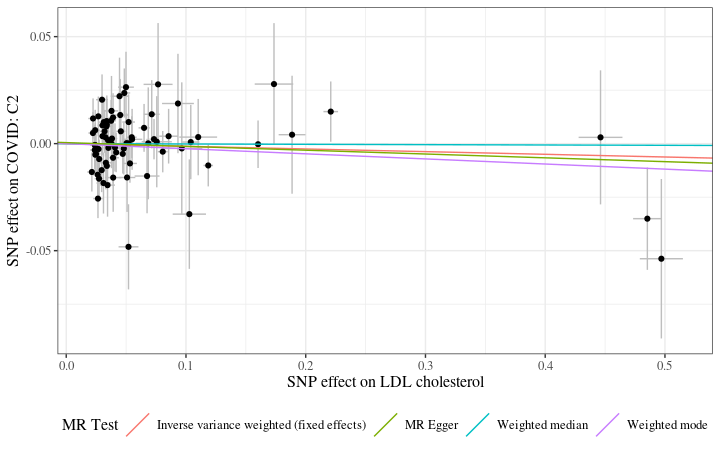 SNP effect on COVID: C2
0.05
0.00
-0.05
0.0 0.1 0.2 0.3 0.4 0.5
SNP effect on LDL cholesterol
MR Test Inverse variance weighted (fixed effects) MR Egger Weighted median Weighted mode